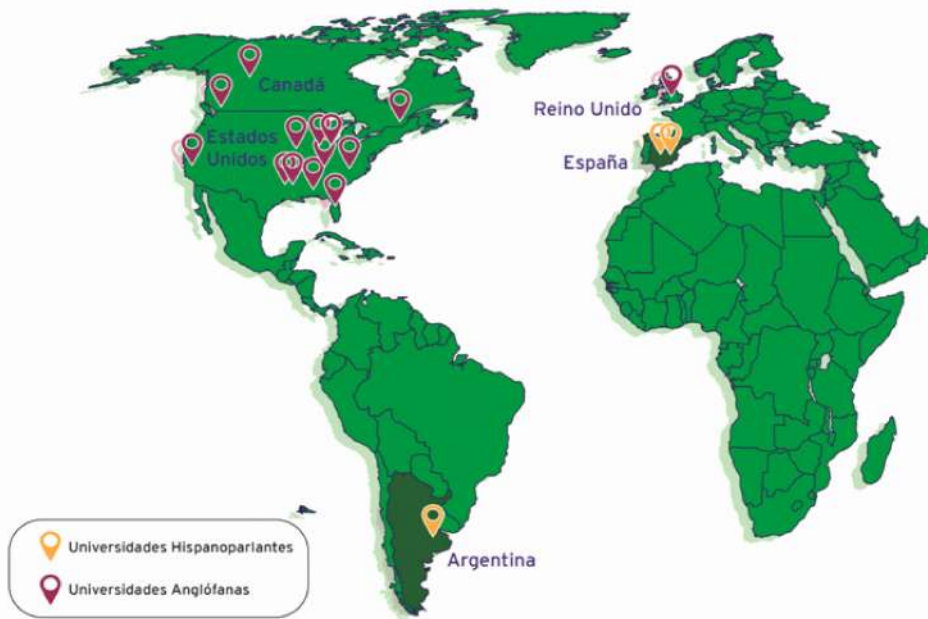 Canadá
Reino Unido
Estados
Unidos
España
Argentina
Universidades Hispanoparlantes
Universidades Anglófanas